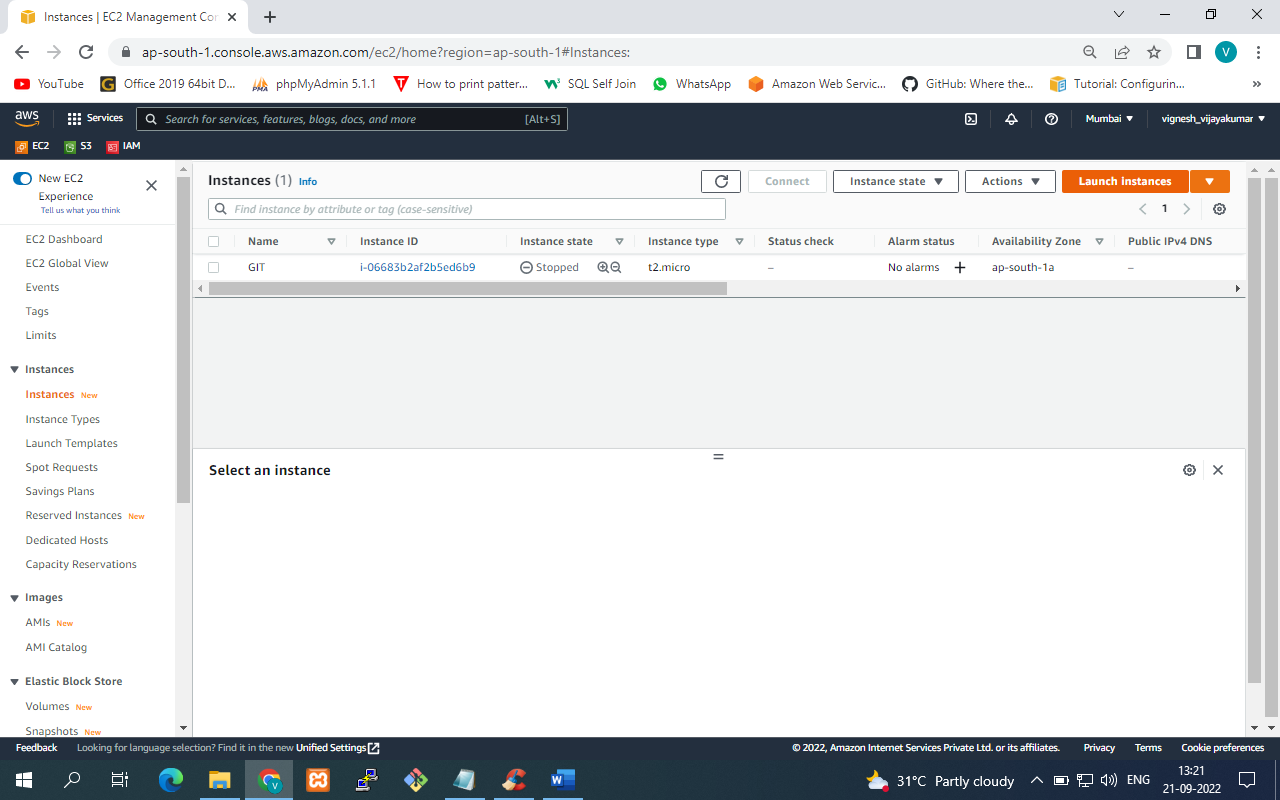 Instances | EC2 Management Con
ap-south-1.console.aws.amazon.com/ec2/home?region=ap-south-1#Instances:
V
YouTube
Office 2019 64bit D...
phpMyAdmin 5.1.1
How to print patter...
SQL Self Join
WhatsApp
Amazon Web Servic...
GitHub: Where the...
Tutorial: Configurin...
»
aws
Services
Search for services, features, blogs, docs, and more
[Alt+S]
Mumbai
vignesh_vijayakumar
EC2
S3
IAM
New EC2
Experience
Tell us what you think
EC2 Dashboard
EC2 Global View
Events
Tags
Limits
Instances
Instances New
Instance Types
Launch Templates
Spot Requests
Savings Plans
Reserved Instances New
Dedicated Hosts
Capacity Reservations
Images
AMIs New
AMI Catalog
Elastic Block Store
Volumes New
Snapshots New
Instances (1) Info
Connect
Instance state
Actions
Launch instances
Find instance by attribute or tag (case-sensitive)
1
Name
Instance ID
Instance state
Instance type
Status check
Alarm status
Availability Zone
Public IPv4 DNS
GIT
i-06683b2af2b5ed6b9
Stopped
t2.micro
–
No alarms
ap-south-1a
–
Select an instance
Feedback
Looking for language selection? Find it in the new Unified Settings
© 2022, Amazon Internet Services Private Ltd. or its affiliates.
Privacy
Terms
Cookie preferences
31°C Partly cloudy
ENG
13:21
21-09-2022